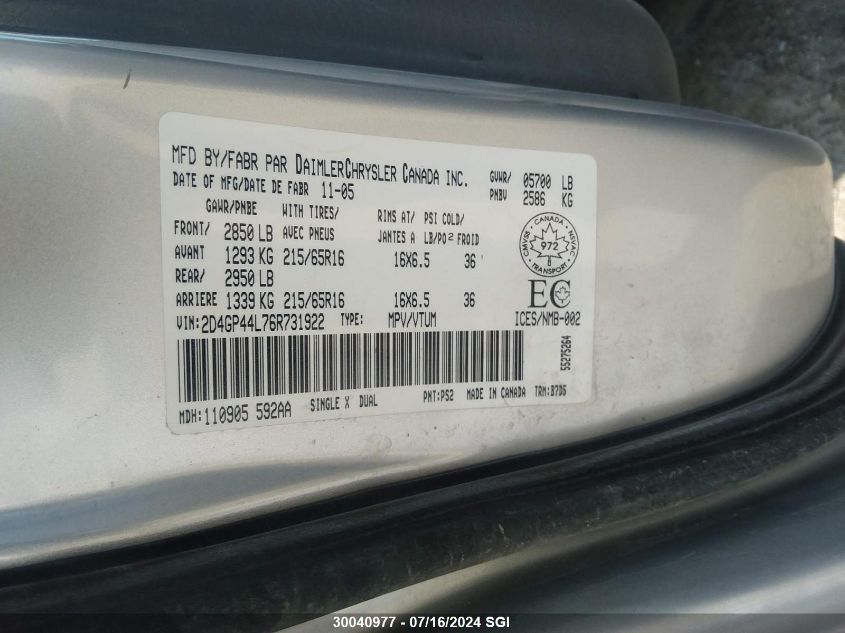 MFD BY/FABR PAR DAIMLERCHRYSLER CANADA INC. GVWR/ 05700 LB
DATE OF MFG/DATE DE FABR 11-05 PNBV 2586 KG
GAWR/PNBE WITH TIRES/ RIMS AT/ PSI COLD/
FRONT/ 2850 LB AVEC PNEUS JANTES A LB/PO² FROID
AVANT 1293 KG 215/65R16 16X6.5 36
REAR/ 2950 LB
ARRIERE 1339 KG 215/65R16 16X6.5 36
VIN:2D4GP44L76R731922 TYPE: MPV/VTUM ICES/NMB-002
CANADA
CMVSS NSVAC
972
TRANSPORT
EC
55275264
MDH:110905 592AA SINGLE X DUAL PNT:PS2 MADE IN CANADA TRM:B7D5
30040977 - 07/16/2024 SGI